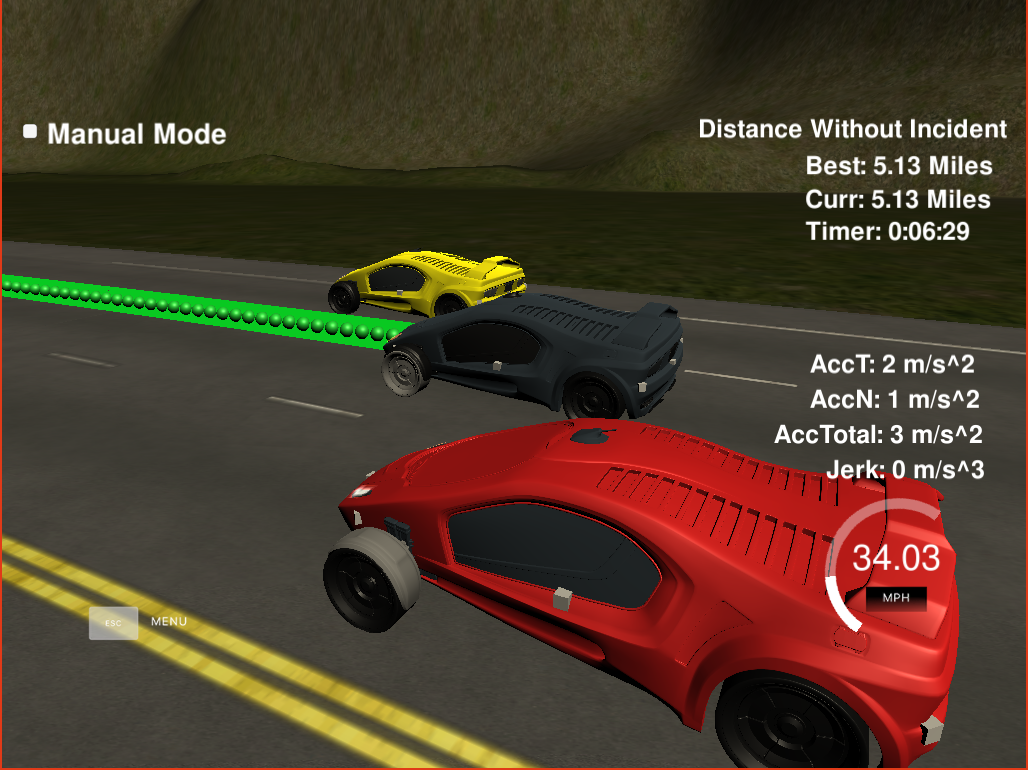 Manual Mode
Distance Without Incident
Best: 5.13 Miles
Curr: 5.13 Miles
Timer: 0:06:29
AccT: 2 m/s^2
AccN: 1 m/s^2
AccTotal: 3 m/s^2
Jerk: 0 m/s^3
34.03
MPH
ESC MENU